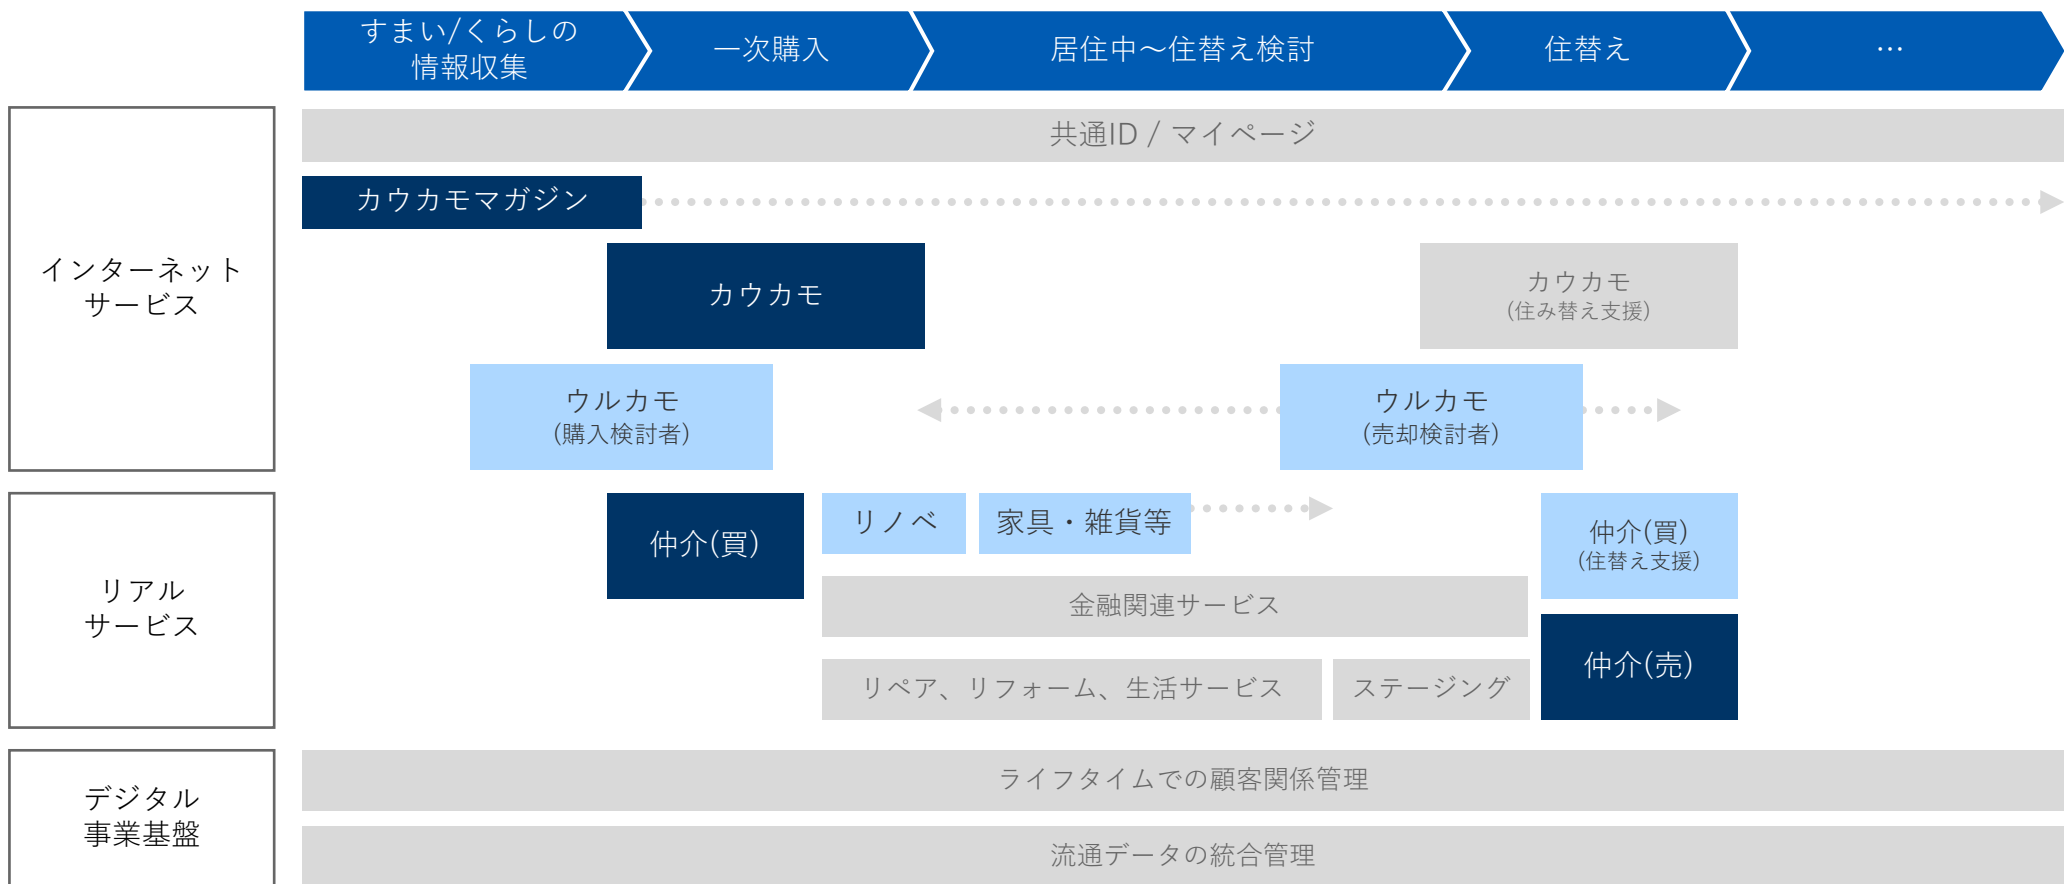 すまい/くらしの
情報収集
一次購入
居住中～住替え検討
住替え
…
インターネット
サービス
共通ID / マイページ
カウカモマガジン
カウカモ
カウカモ
(住み替え支援)
ウルカモ
(購入検討者)
ウルカモ
(売却検討者)
リアル
サービス
仲介(買)
リノベ
家具・雑貨等
仲介(買)
(住替え支援)
金融関連サービス
仲介(売)
リペア、リフォーム、生活サービス
ステージング
デジタル
事業基盤
ライフタイムでの顧客関係管理
流通データの統合管理